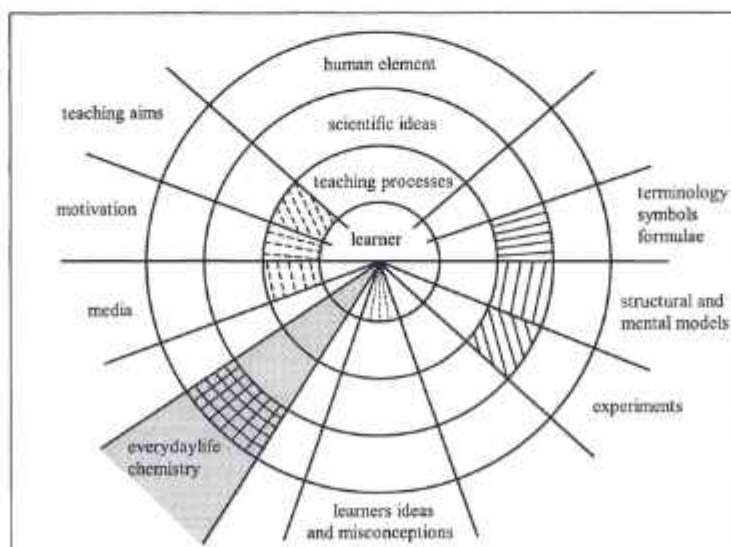 human element
teaching aims
scientific ideas
teaching processes
motivation
learner
terminology
symbols
formulae
media
structural and
mental models
experiments
everydaylife
chemistry
learners ideas
and misconceptions